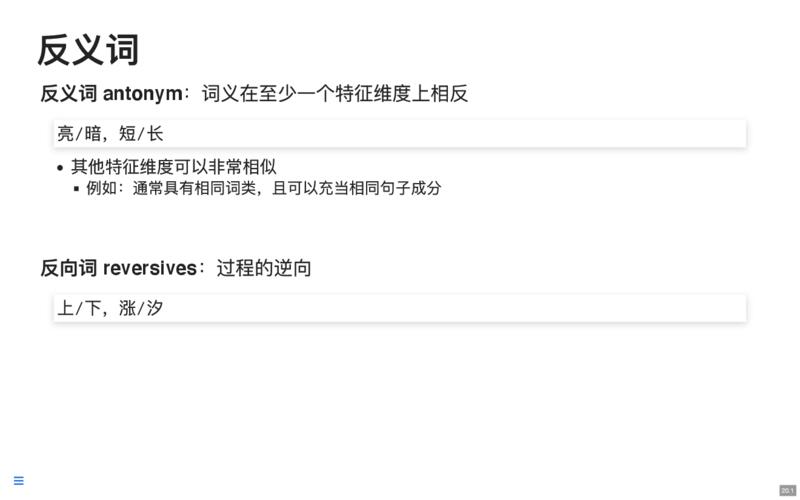 反义词
反义词 antonym：词义在至少一个特征维度上相反
亮/暗，短/长
• 其他特征维度可以非常相似
▪ 例如：通常具有相同词类，且可以充当相同句子成分
反向词 reversives：过程的逆向
上/下，涨/汐
20.1